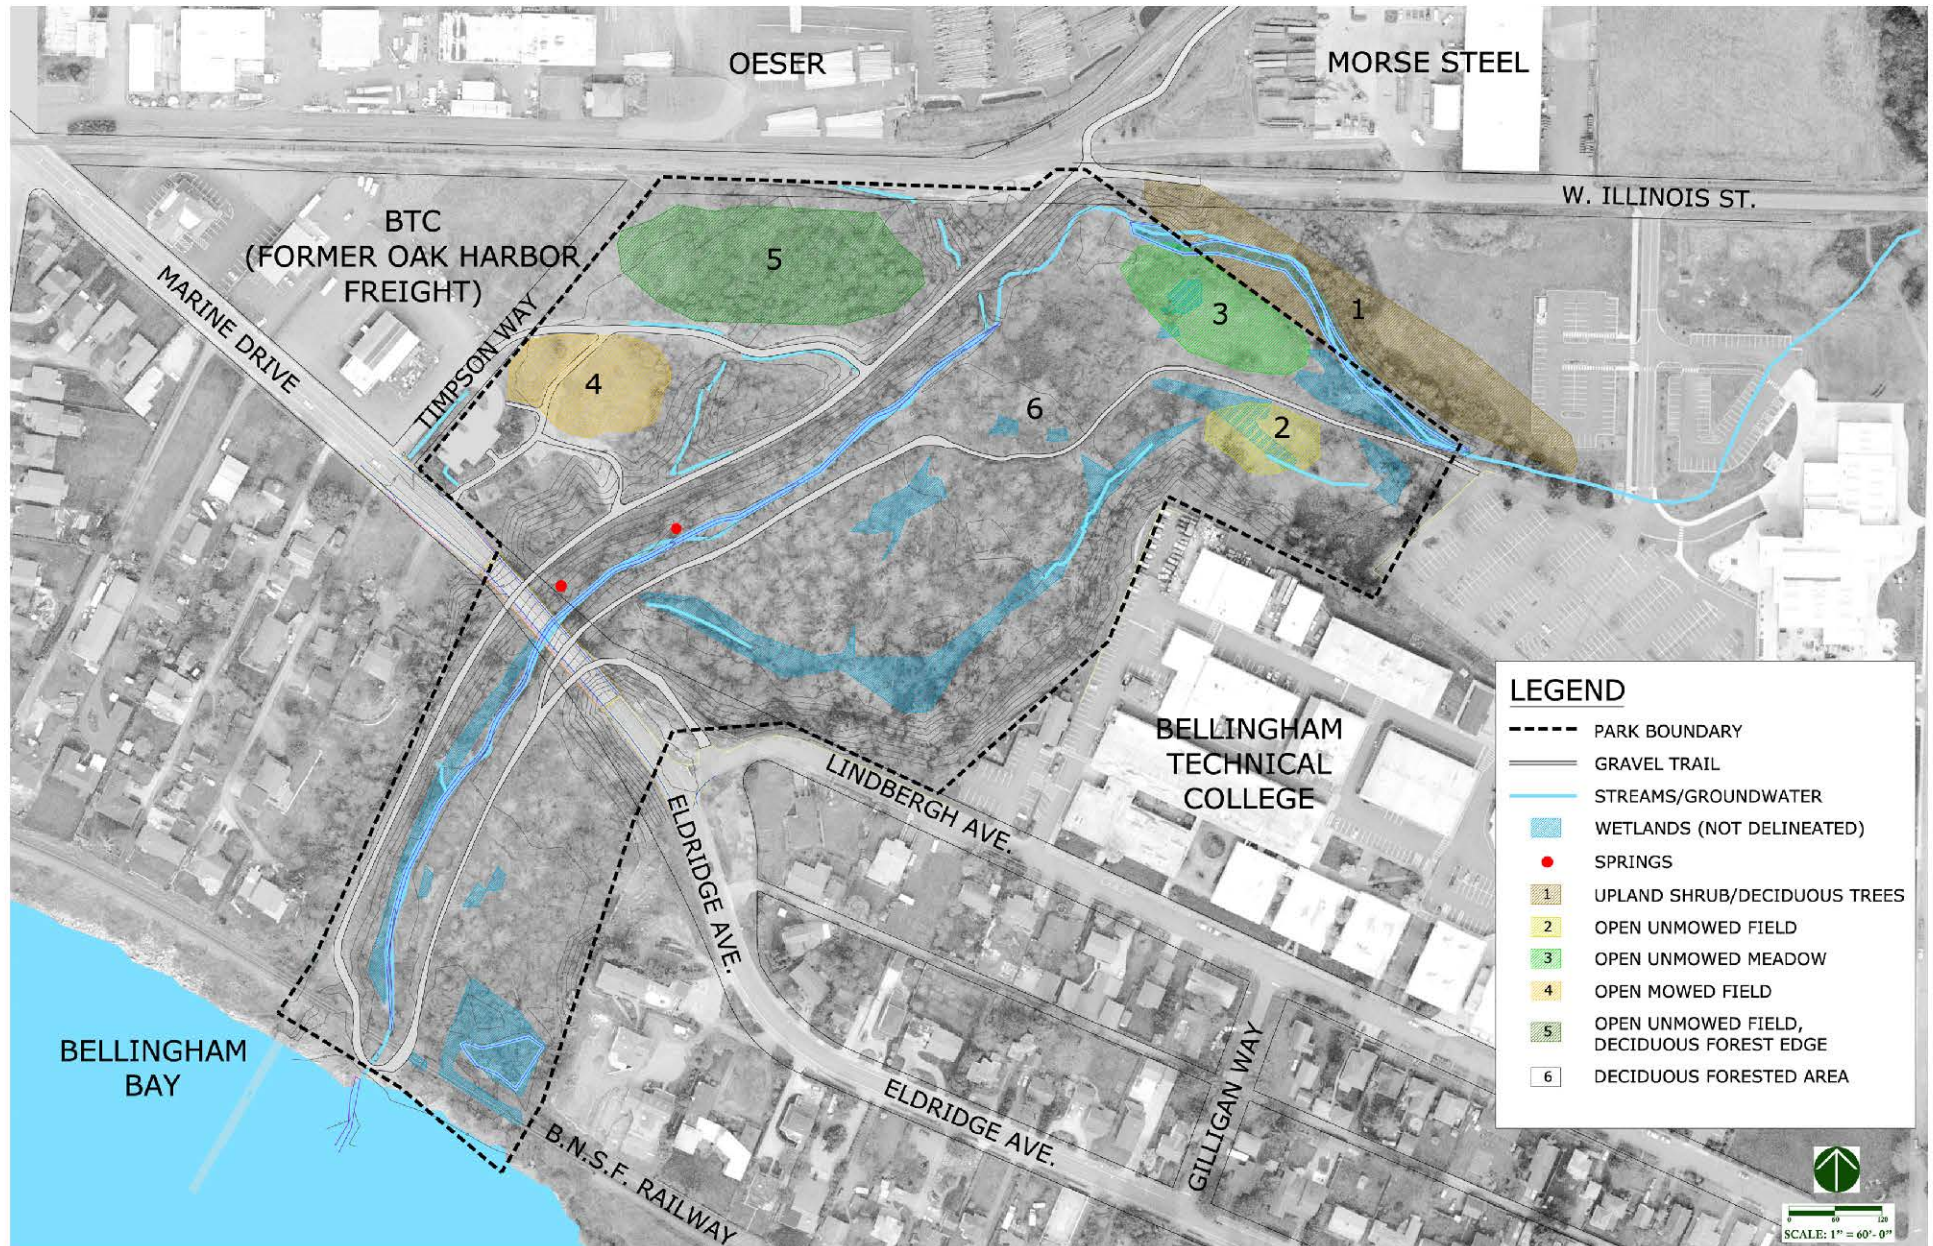 OESER
MORSE STEEL
W. ILLINOIS ST.
BTC
(FORMER OAK HARBOR
FREIGHT)
MARINE DRIVE
TIMPSON WAY
5
4
3
1
2
6
LEGEND
PARK BOUNDARY
GRAVEL TRAIL
STREAMS/GROUNDWATER
WETLANDS (NOT DELINEATED)
SPRINGS
1 UPLAND SHRUB/DECIDUOUS TREES
2 OPEN UNMOWED FIELD
3 OPEN UNMOWED MEADOW
4 OPEN MOWED FIELD
5 OPEN UNMOWED FIELD,
DECIDUOUS FOREST EDGE
6 DECIDUOUS FORESTED AREA
BELLINGHAM
TECHNICAL
COLLEGE
LINDBERGH AVE.
ELDRIDGE AVE.
ELDRIDGE AVE.
GILLIGAN WAY
BELLINGHAM
BAY
B.N.S.F. RAILWAY
0 60 120
SCALE: 1" = 60'- 0"